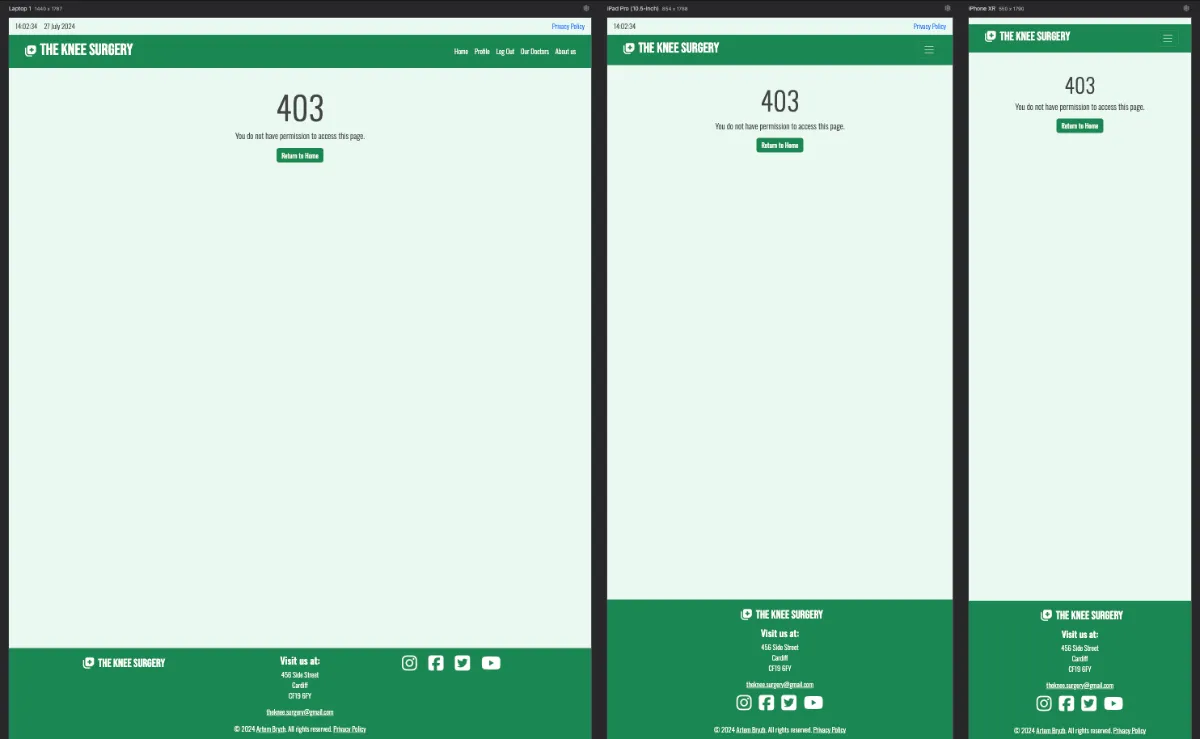 Laptop 1 1440 x 1787
14:02:34 27 July 2024 Privacy Policy
THE KNEE SURGERY
Home Profile Log Out Our Doctors About us
403
You do not have permission to access this page.
Return to Home
THE KNEE SURGERY
Visit us at:
456 Side Street
Cardiff
CF19 6FY
theknee.surgery@gmail.com
© 2024 Artem Bryzh. All rights reserved. Privacy Policy
iPad Pro (10.5-inch)
14:02:34 Privacy Policy
THE KNEE SURGERY
403
You do not have permission to access this page.
Return to Home
THE KNEE SURGERY
Visit us at:
456 Side Street
Cardiff
CF19 6FY
theknee.surgery@gmail.com
© 2024 Artem Bryzh. All rights reserved. Privacy Policy
iPhone XR
THE KNEE SURGERY
403
You do not have permission to access this page.
Return to Home
THE KNEE SURGERY
Visit us at:
456 Side Street
Cardiff
CF19 6FY
theknee.surgery@gmail.com
© 2024 Artem Bryzh. All rights reserved. Privacy Policy